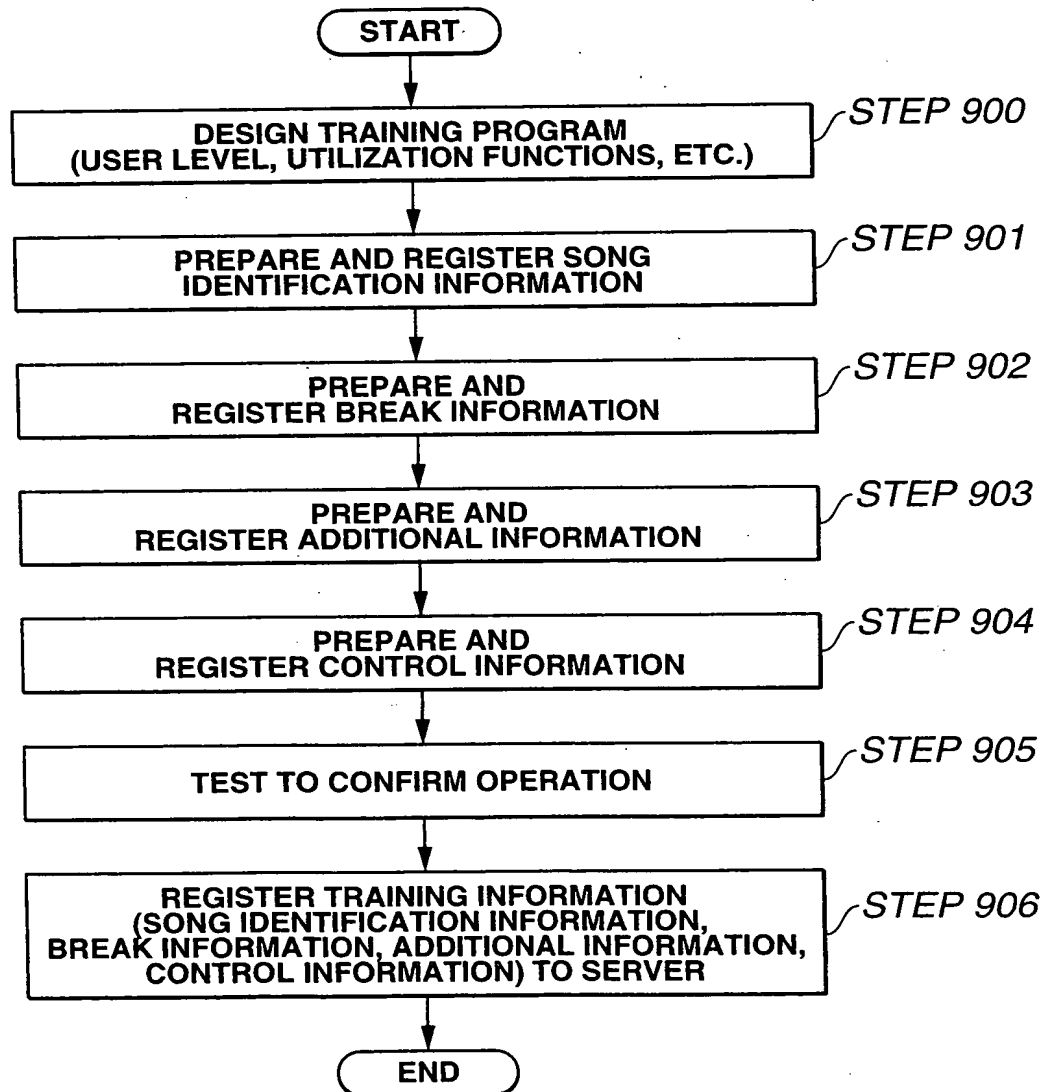 START
DESIGN TRAINING PROGRAM
(USER LEVEL, UTILIZATION FUNCTIONS, ETC.)
STEP 900
PREPARE AND REGISTER SONG
IDENTIFICATION INFORMATION
STEP 901
PREPARE AND
REGISTER BREAK INFORMATION
STEP 902
PREPARE AND
REGISTER ADDITIONAL INFORMATION
STEP 903
PREPARE AND
REGISTER CONTROL INFORMATION
STEP 904
TEST TO CONFIRM OPERATION
STEP 905
REGISTER TRAINING INFORMATION
(SONG IDENTIFICATION INFORMATION,
BREAK INFORMATION, ADDITIONAL INFORMATION,
CONTROL INFORMATION) TO SERVER
STEP 906
END